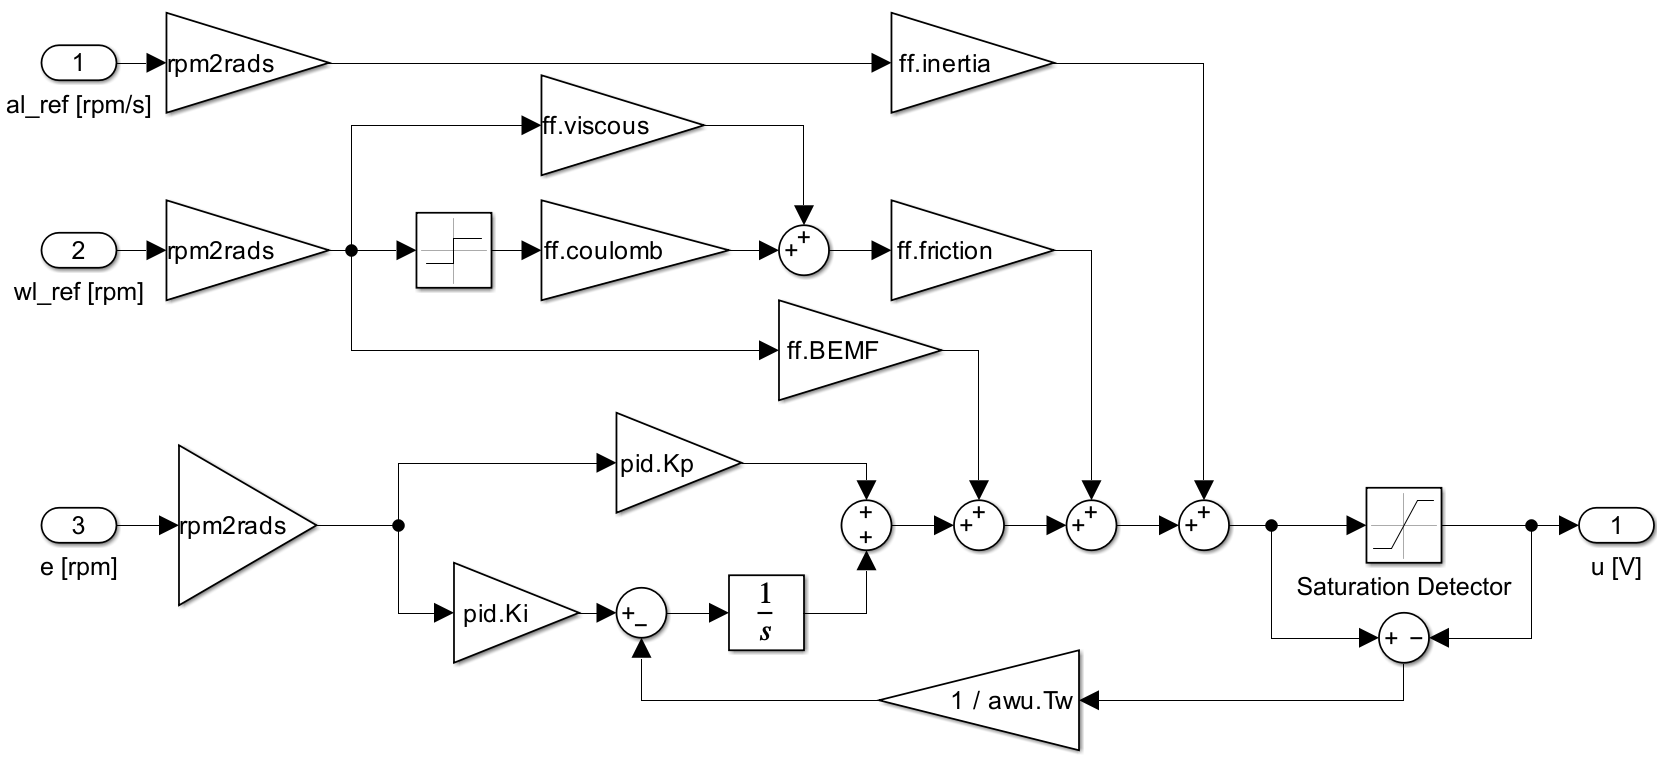 1
rpm2rads
ff.inertia
al_ref [rpm/s]
ff.viscous
2
rpm2rads
ff.coulomb
+
+
ff.friction
wl_ref [rpm]
ff.BEMF
pid.Kp
3
rpm2rads
e [rpm]
+
+
+
+
+
+
+
+
1
u [V]
Saturation Detector
pid.Ki
+
−
1
s
+ −
1 / awu.Tw